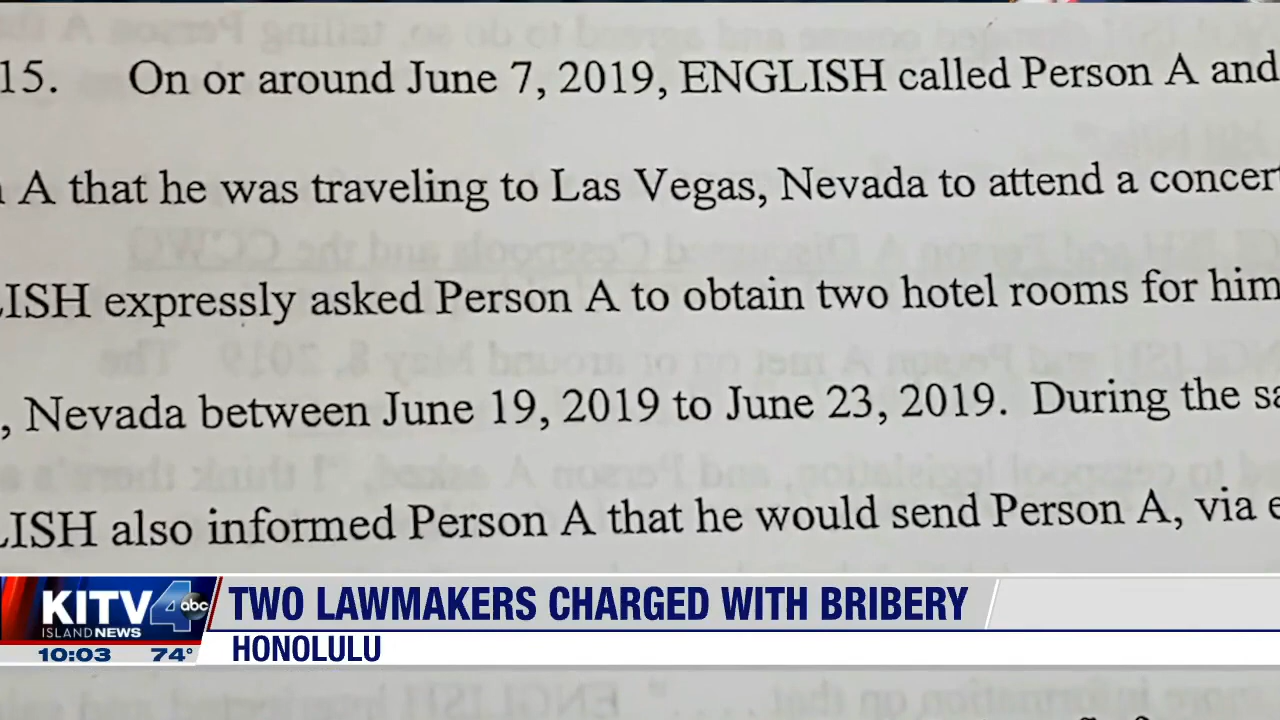 15. On or around June 7, 2019, ENGLISH called Person A and
A that he was traveling to Las Vegas, Nevada to attend a concert
LISH expressly asked Person A to obtain two hotel rooms for him
, Nevada between June 19, 2019 to June 23, 2019. During the sa
LISH also informed Person A that he would send Person A, via e
KITV 4 abc
ISLAND NEWS
TWO LAWMAKERS CHARGED WITH BRIBERY
10:03 74°
HONOLULU